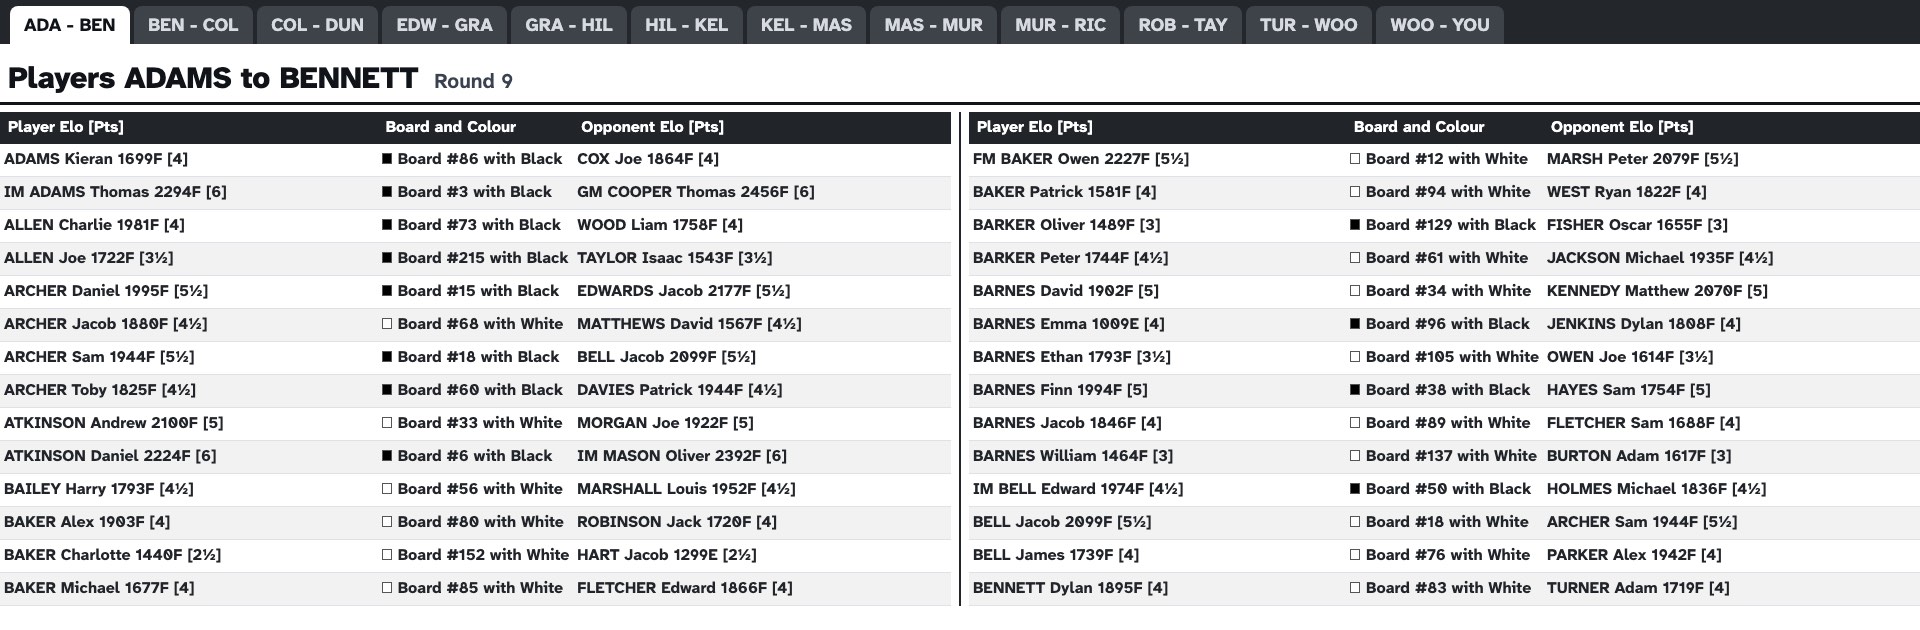 ADA - BEN BEN - COL COL - DUN EDW - GRA GRA - HIL HIL - KEL KEL - MAS MAS - MUR MUR - RIC ROB - TAY TUR - WOO WOO - YOU
Players ADAMS to BENNETT Round 9
Player Elo [Pts] Board and Colour Opponent Elo [Pts]
ADAMS Kieran 1699F [4] ■ Board #86 with Black COX Joe 1864F [4]
IM ADAMS Thomas 2294F [6] ■ Board #3 with Black GM COOPER Thomas 2456F [6]
ALLEN Charlie 1981F [4] ■ Board #73 with Black WOOD Liam 1758F [4]
ALLEN Joe 1722F [3½] ■ Board #215 with Black TAYLOR Isaac 1543F [3½]
ARCHER Daniel 1995F [5½] ■ Board #15 with Black EDWARDS Jacob 2177F [5½]
ARCHER Jacob 1880F [4½] □ Board #68 with White MATTHEWS David 1567F [4½]
ARCHER Sam 1944F [5½] ■ Board #18 with Black BELL Jacob 2099F [5½]
ARCHER Toby 1825F [4½] ■ Board #60 with Black DAVIES Patrick 1944F [4½]
ATKINSON Andrew 2100F [5] □ Board #33 with White MORGAN Joe 1922F [5]
ATKINSON Daniel 2224F [6] ■ Board #6 with Black IM MASON Oliver 2392F [6]
BAILEY Harry 1793F [4½] □ Board #56 with White MARSHALL Louis 1952F [4½]
BAKER Alex 1903F [4] □ Board #80 with White ROBINSON Jack 1720F [4]
BAKER Charlotte 1440F [2½] □ Board #152 with White HART Jacob 1299E [2½]
BAKER Michael 1677F [4] □ Board #85 with White FLETCHER Edward 1866F [4]
Player Elo [Pts] Board and Colour Opponent Elo [Pts]
FM BAKER Owen 2227F [5½] □ Board #12 with White MARSH Peter 2079F [5½]
BAKER Patrick 1581F [4] □ Board #94 with White WEST Ryan 1822F [4]
BARKER Oliver 1489F [3] ■ Board #129 with Black FISHER Oscar 1655F [3]
BARKER Peter 1744F [4½] □ Board #61 with White JACKSON Michael 1935F [4½]
BARNES David 1902F [5] □ Board #34 with White KENNEDY Matthew 2070F [5]
BARNES Emma 1009E [4] ■ Board #96 with Black JENKINS Dylan 1808F [4]
BARNES Ethan 1793F [3½] □ Board #105 with White OWEN Joe 1614F [3½]
BARNES Finn 1994F [5] ■ Board #38 with Black HAYES Sam 1754F [5]
BARNES Jacob 1846F [4] □ Board #89 with White FLETCHER Sam 1688F [4]
BARNES William 1464F [3] □ Board #137 with White BURTON Adam 1617F [3]
IM BELL Edward 1974F [4½] ■ Board #50 with Black HOLMES Michael 1836F [4½]
BELL Jacob 2099F [5½] □ Board #18 with White ARCHER Sam 1944F [5½]
BELL James 1739F [4] □ Board #76 with White PARKER Alex 1942F [4]
BENNETT Dylan 1895F [4] □ Board #83 with White TURNER Adam 1719F [4]